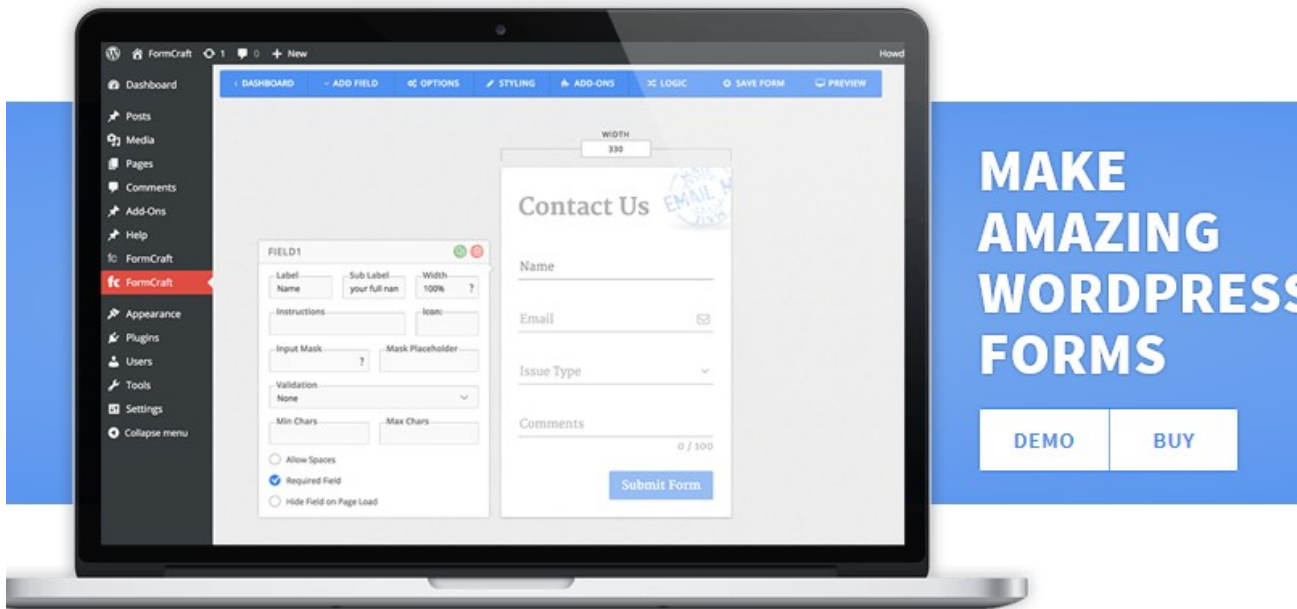 FormCraft 1 0 + New Howd
Dashboard
Posts
Media
Pages
Comments
Add-Ons
Help
fc FormCraft
fc FormCraft
Appearance
Plugins
Users
Tools
Settings
Collapse menu
‹ DASHBOARD ADD FIELD OPTIONS STYLING ADD-ONS LOGIC SAVE FORM PREVIEW
WIDTH
330
FIELD1
Label Sub Label Width
Name your full nan 100% ?
Instructions Icon:
Input Mask Mask Placeholder
?
Validation
None
Min Chars Max Chars
Allow Spaces
Required Field
Hide Field on Page Load
Contact Us
EMAIL
Name
Email
Issue Type
Comments
0 / 100
Submit Form
MAKE
AMAZING
WORDPRESS
FORMS
DEMO BUY